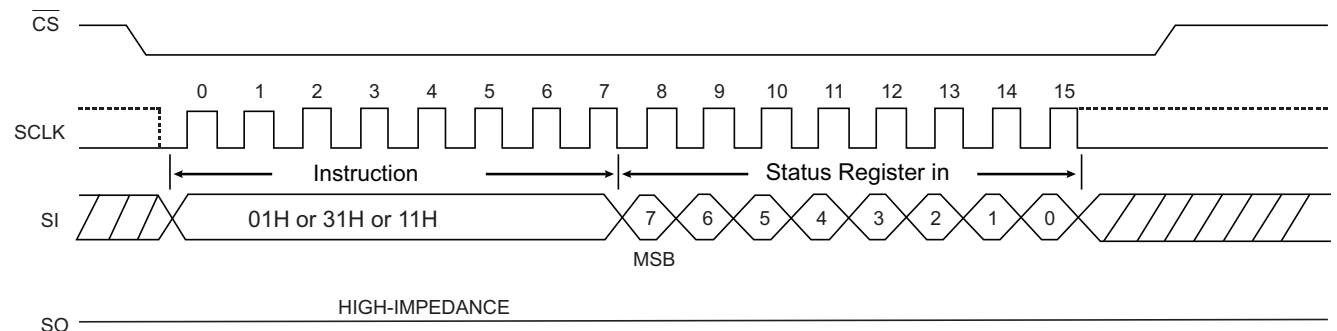 CS
0 1 2 3 4 5 6 7 8 9 10 11 12 13 14 15
SCLK
Instruction Status Register in
SI 01H or 31H or 11H 7 6 5 4 3 2 1 0
MSB
HIGH-IMPEDANCE
SO